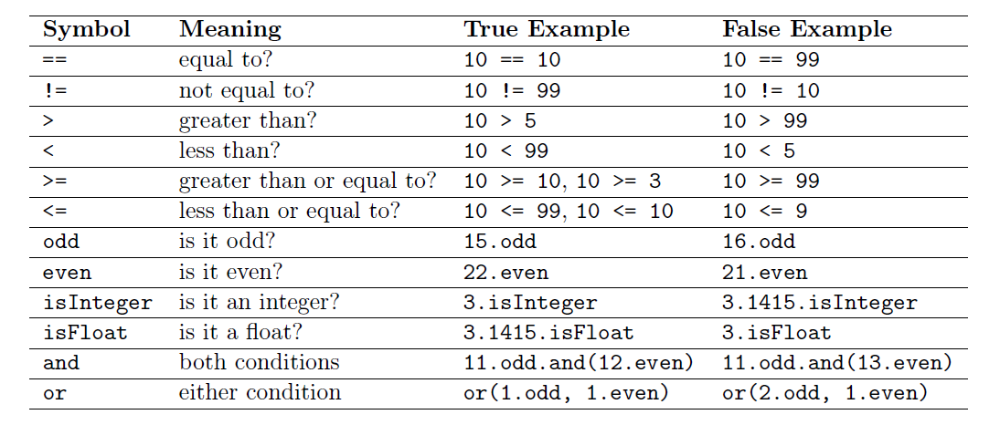 Symbol Meaning True Example False Example
== equal to? 10 == 10 10 == 99
!= not equal to? 10 != 99 10 != 10
> greater than? 10 > 5 10 > 99
< less than? 10 < 99 10 < 5
>= greater than or equal to? 10 >= 10, 10 >= 3 10 >= 99
<= less than or equal to? 10 <= 99, 10 <= 10 10 <= 9
odd is it odd? 15.odd 16.odd
even is it even? 22.even 21.even
isInteger is it an integer? 3.isInteger 3.1415.isInteger
isFloat is it a float? 3.1415.isFloat 3.isFloat
and both conditions 11.odd.and(12.even) 11.odd.and(13.even)
or either condition or(1.odd, 1.even) or(2.odd, 1.even)